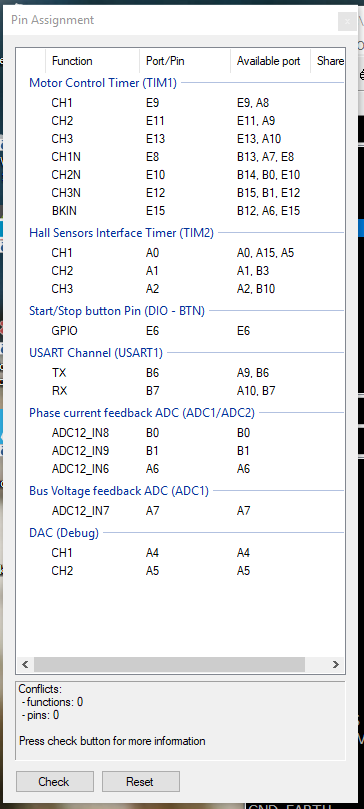 Pin Assignment
Function Port/Pin Available port Share
Motor Control Timer (TIM1)
CH1 E9 E9, A8
CH2 E11 E11, A9
CH3 E13 E13, A10
CH1N E8 B13, A7, E8
CH2N E10 B14, B0, E10
CH3N E12 B15, B1, E12
BKIN E15 B12, A6, E15
Hall Sensors Interface Timer (TIM2)
CH1 A0 A0, A15, A5
CH2 A1 A1, B3
CH3 A2 A2, B10
Start/Stop button Pin (DIO - BTN)
GPIO E6 E6
USART Channel (USART1)
TX B6 A9, B6
RX B7 A10, B7
Phase current feedback ADC (ADC1/ADC2)
ADC12_IN8 B0 B0
ADC12_IN9 B1 B1
ADC12_IN6 A6 A6
Bus Voltage feedback ADC (ADC1)
ADC12_IN7 A7 A7
DAC (Debug)
CH1 A4 A4
CH2 A5 A5
Conflicts:
- functions: 0
- pins: 0
Press check button for more information
Check Reset